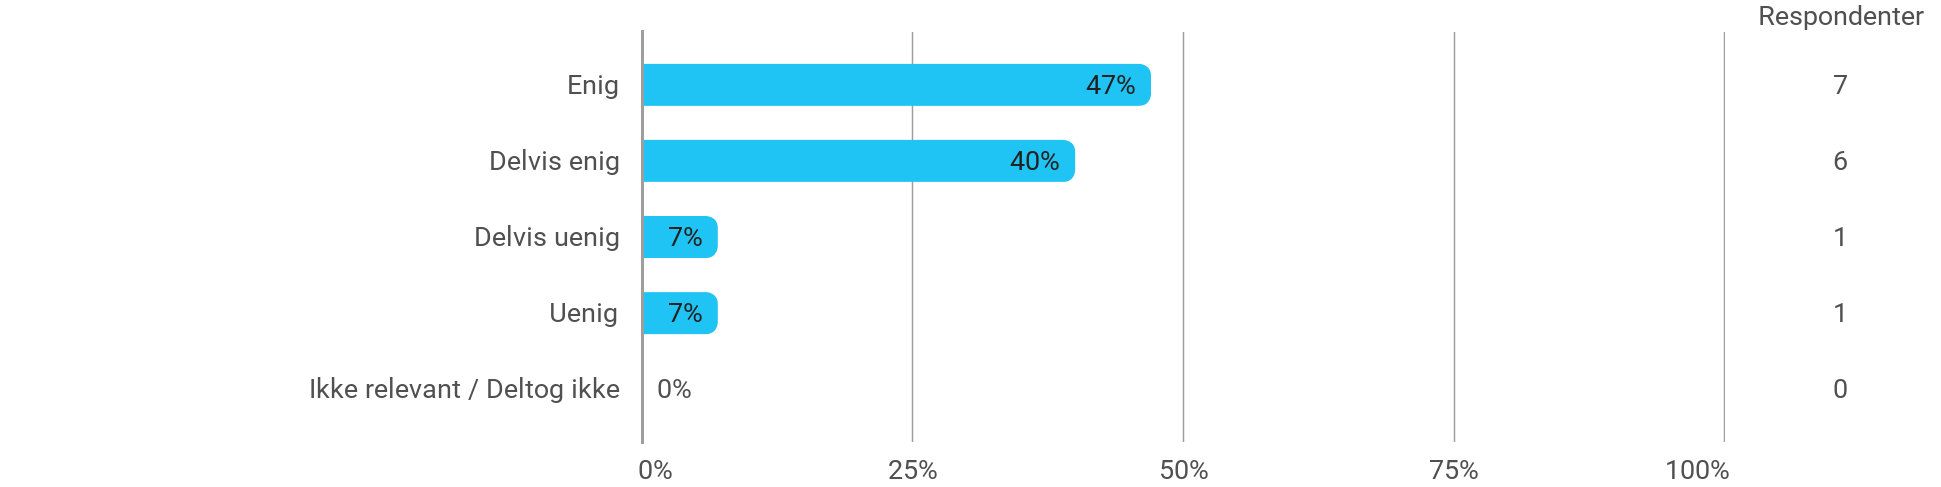 Respondenter
Enig 47% 7
Delvis enig 40% 6
Delvis uenig 7% 1
Uenig 7% 1
Ikke relevant / Deltog ikke 0% 0
0% 25% 50% 75% 100%